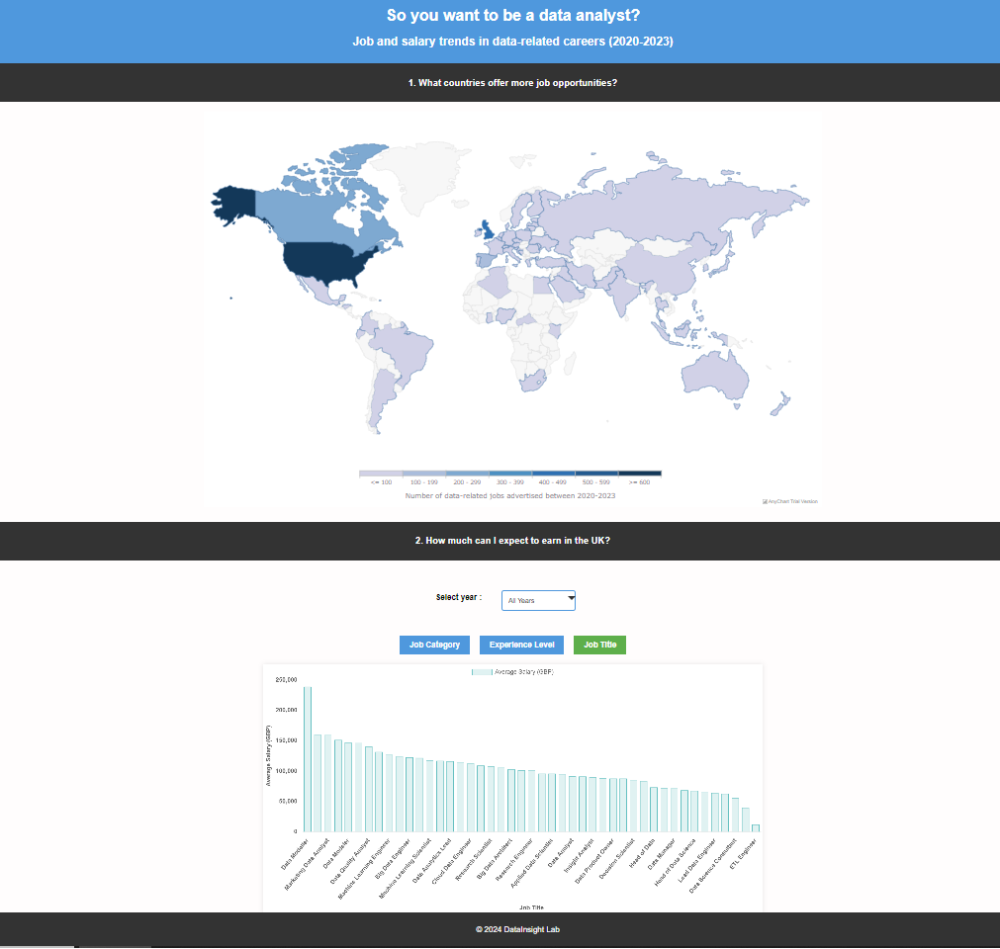 So you want to be a data analyst?
Job and salary trends in data-related careers (2020-2023)
1. What countries offer more job opportunities?
<= 100 100 - 199 200 - 299 300 - 399 400 - 499 500 - 599 >= 600
Number of data-related jobs advertised between 2020-2023
AnyChart Trial Version
2. How much can I expect to earn in the UK?
Select year :
All Years
Job Category Experience Level Job Title
Average Salary (GBP)
250,000
200,000
150,000
100,000
50,000
0
Average Salary (GBP)
Data Modeller
Marketing Data Analyst
Data Modeler
Data Quality Analyst
Machine Learning Engineer
Big Data Engineer
Machine Learning Scientist
Data Analytics Lead
Cloud Data Engineer
Research Scientist
Big Data Architect
Research Engineer
Applied Data Scientist
Data Analyst
Insight Analyst
Data Product Owner
Decision Scientist
Head of Data
Data Manager
Head of Data Science
Lead Data Engineer
Data Science Consultant
ETL Engineer
Job Title
© 2024 DataInsight Lab